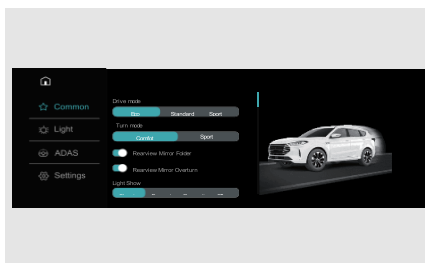 Common
Light
ADAS
Settings
Drive mode
Eco Standard Sport
Turn mode
Comfot Sport
Rearview Mirror Folder
Rearview Mirror Overturn
Light Show